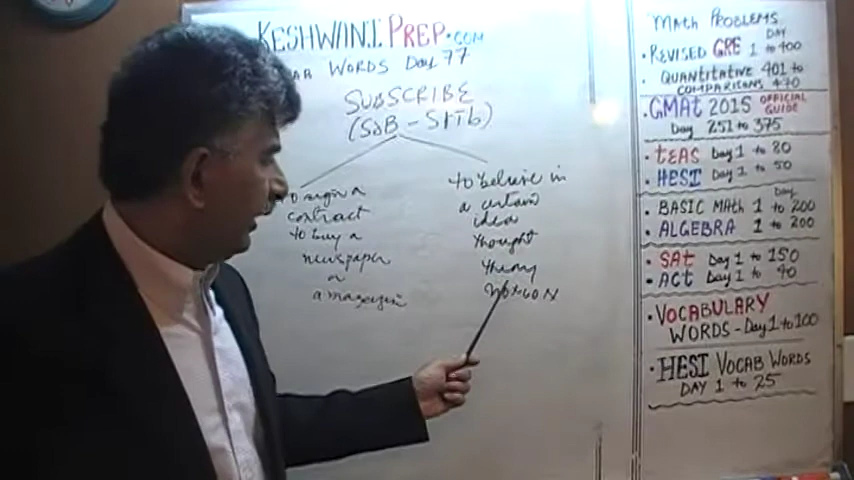 KESHWANI PREP.COM
WORDS Day 77
SUBSCRIBE
to sign a
contract
to buy a
newspaper
or
a magazine
to believe in
a certain
idea
thought
theory
notion
MATH PROBLEMS
DAY
• REVISED GRE 1 to 400
• QUANTITATIVE 401 to
COMPARISONS 470
• GMAT 2015 OFFICIAL GUIDE
Day 251 to 375
• TEAS Day 1 to 20
• HESI Day 1 to 50
DAY
• BASIC MATH 1 to 200
• ALGEBRA 1 to 200
• SAT Day 1 to 150
• ACT Day 1 to 40
• VOCABULARY
WORDS - Day 1 to 100
• HESI VOCAB WORDS
DAY 1 to 25